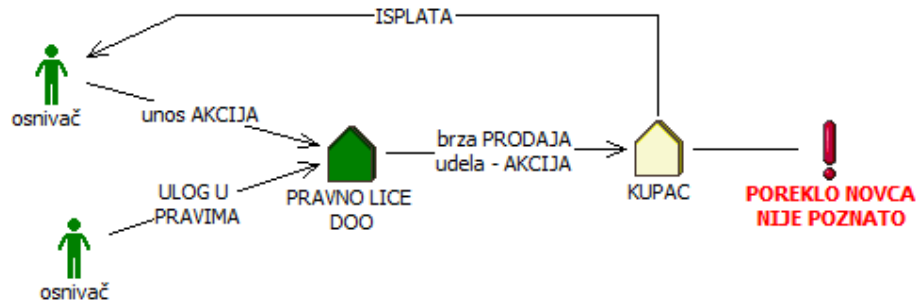 ISPLATA
osnivač
unos AKCIJA
brza PRODAJA
udela - AKCIJA
ULOG U
PRAVIMA
PRAVNO LICE
DOO
KUPAC
POREKLO NOVCA
NIJE POZNATO
osnivač